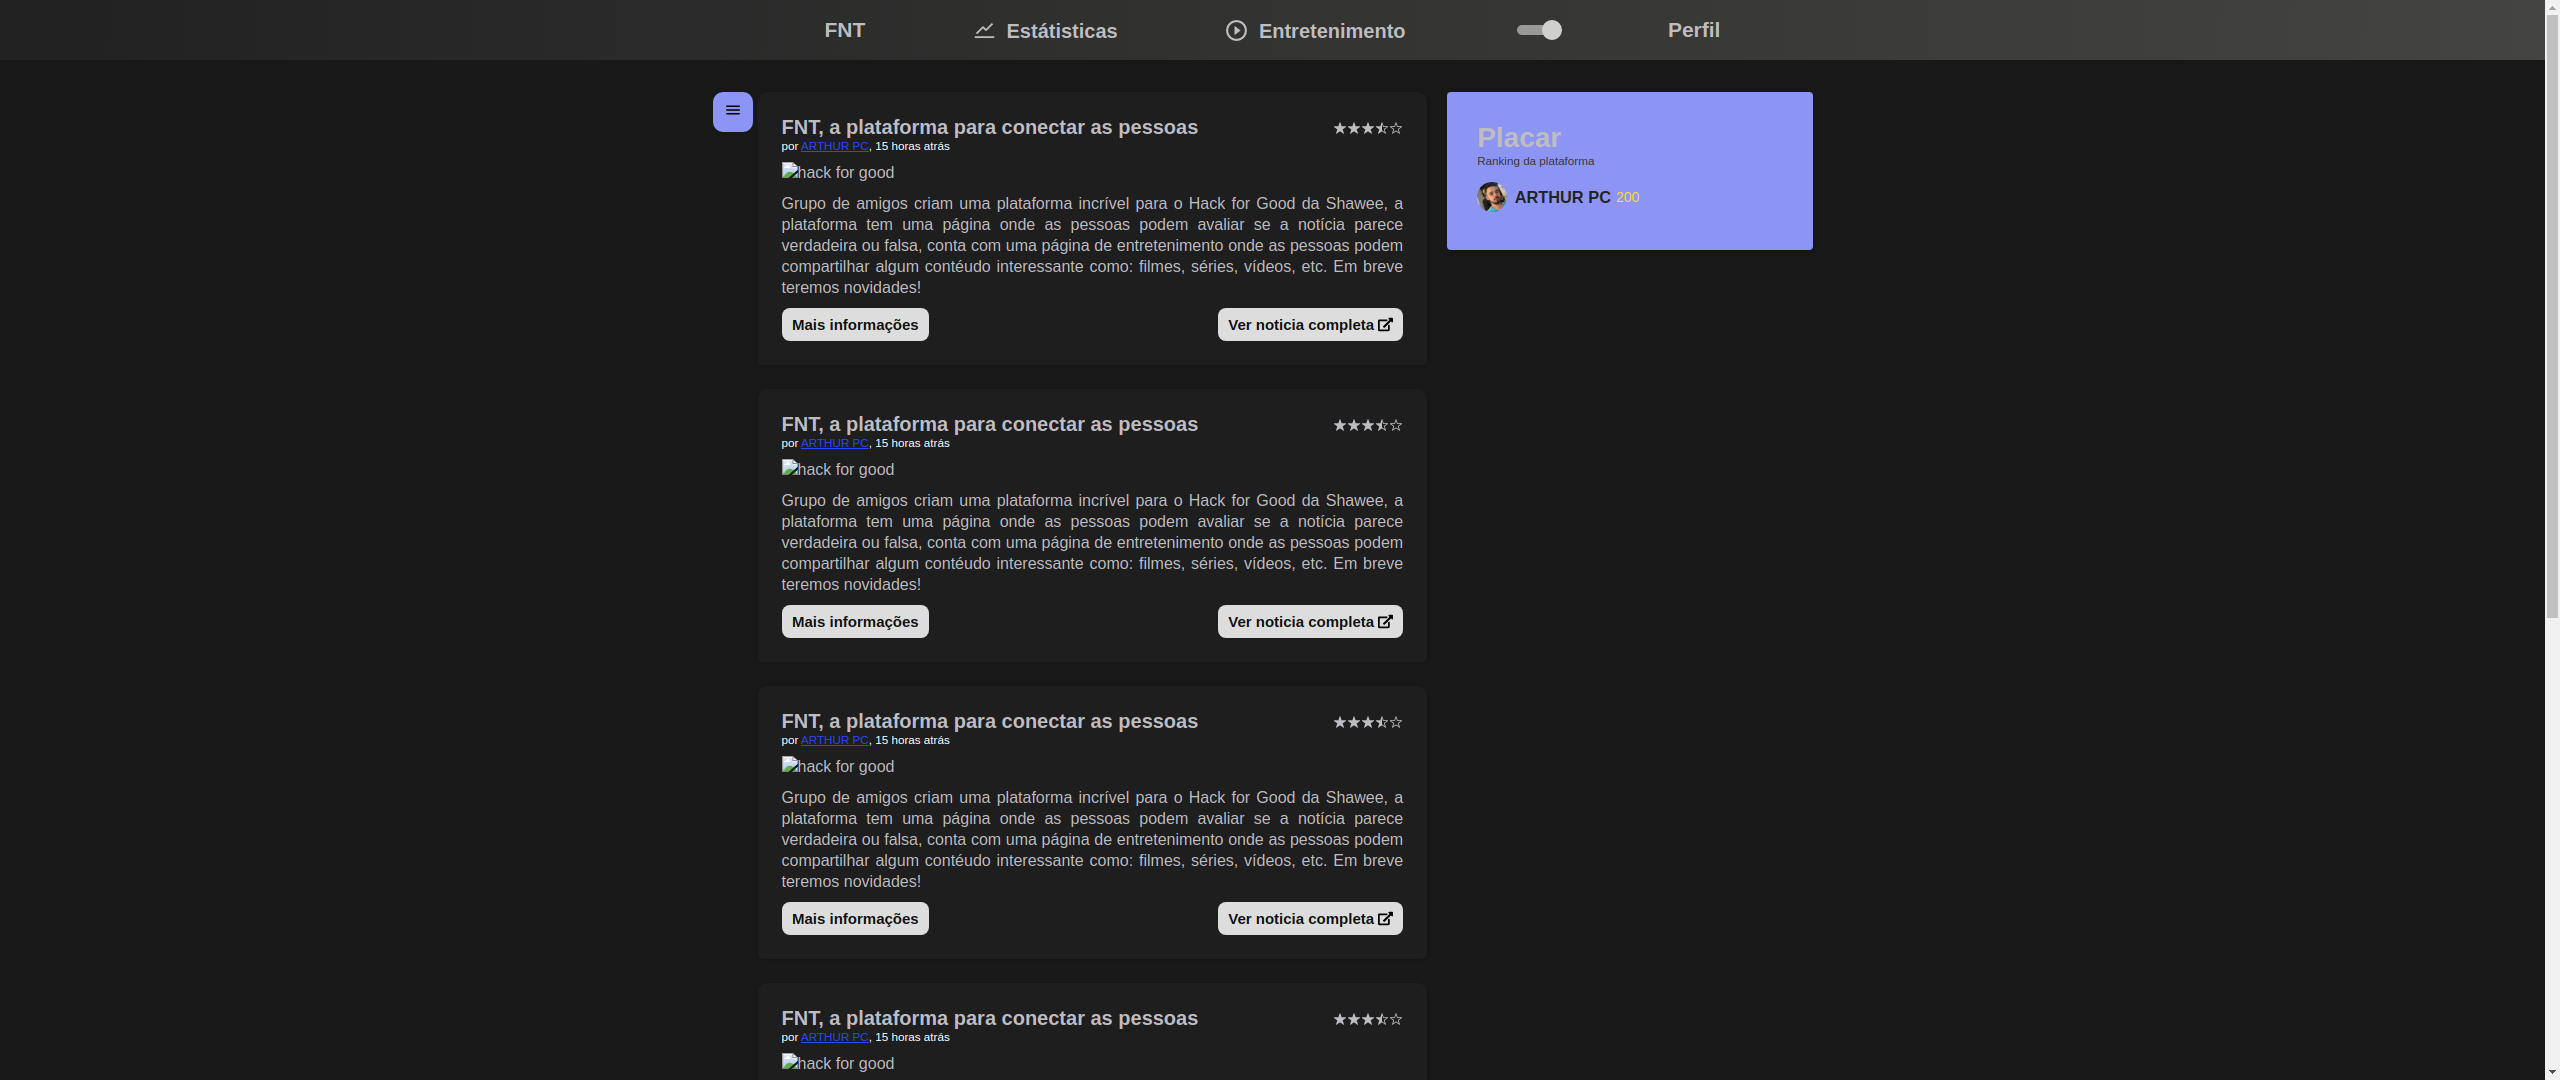 FNT
Estátisticas
Entretenimento
Perfil
FNT, a plataforma para conectar as pessoas
por ARTHUR PC, 15 horas atrás
hack for good
Grupo de amigos criam uma plataforma incrível para o Hack for Good da Shawee, a
plataforma tem uma página onde as pessoas podem avaliar se a notícia parece
verdadeira ou falsa, conta com uma página de entretenimento onde as pessoas podem
compartilhar algum contéudo interessante como: filmes, séries, vídeos, etc. Em breve
teremos novidades!
Mais informações
Ver noticia completa
FNT, a plataforma para conectar as pessoas
por ARTHUR PC, 15 horas atrás
hack for good
Grupo de amigos criam uma plataforma incrível para o Hack for Good da Shawee, a
plataforma tem uma página onde as pessoas podem avaliar se a notícia parece
verdadeira ou falsa, conta com uma página de entretenimento onde as pessoas podem
compartilhar algum contéudo interessante como: filmes, séries, vídeos, etc. Em breve
teremos novidades!
Mais informações
Ver noticia completa
FNT, a plataforma para conectar as pessoas
por ARTHUR PC, 15 horas atrás
hack for good
Grupo de amigos criam uma plataforma incrível para o Hack for Good da Shawee, a
plataforma tem uma página onde as pessoas podem avaliar se a notícia parece
verdadeira ou falsa, conta com uma página de entretenimento onde as pessoas podem
compartilhar algum contéudo interessante como: filmes, séries, vídeos, etc. Em breve
teremos novidades!
Mais informações
Ver noticia completa
FNT, a plataforma para conectar as pessoas
por ARTHUR PC, 15 horas atrás
hack for good
Placar
Ranking da plataforma
ARTHUR PC 200